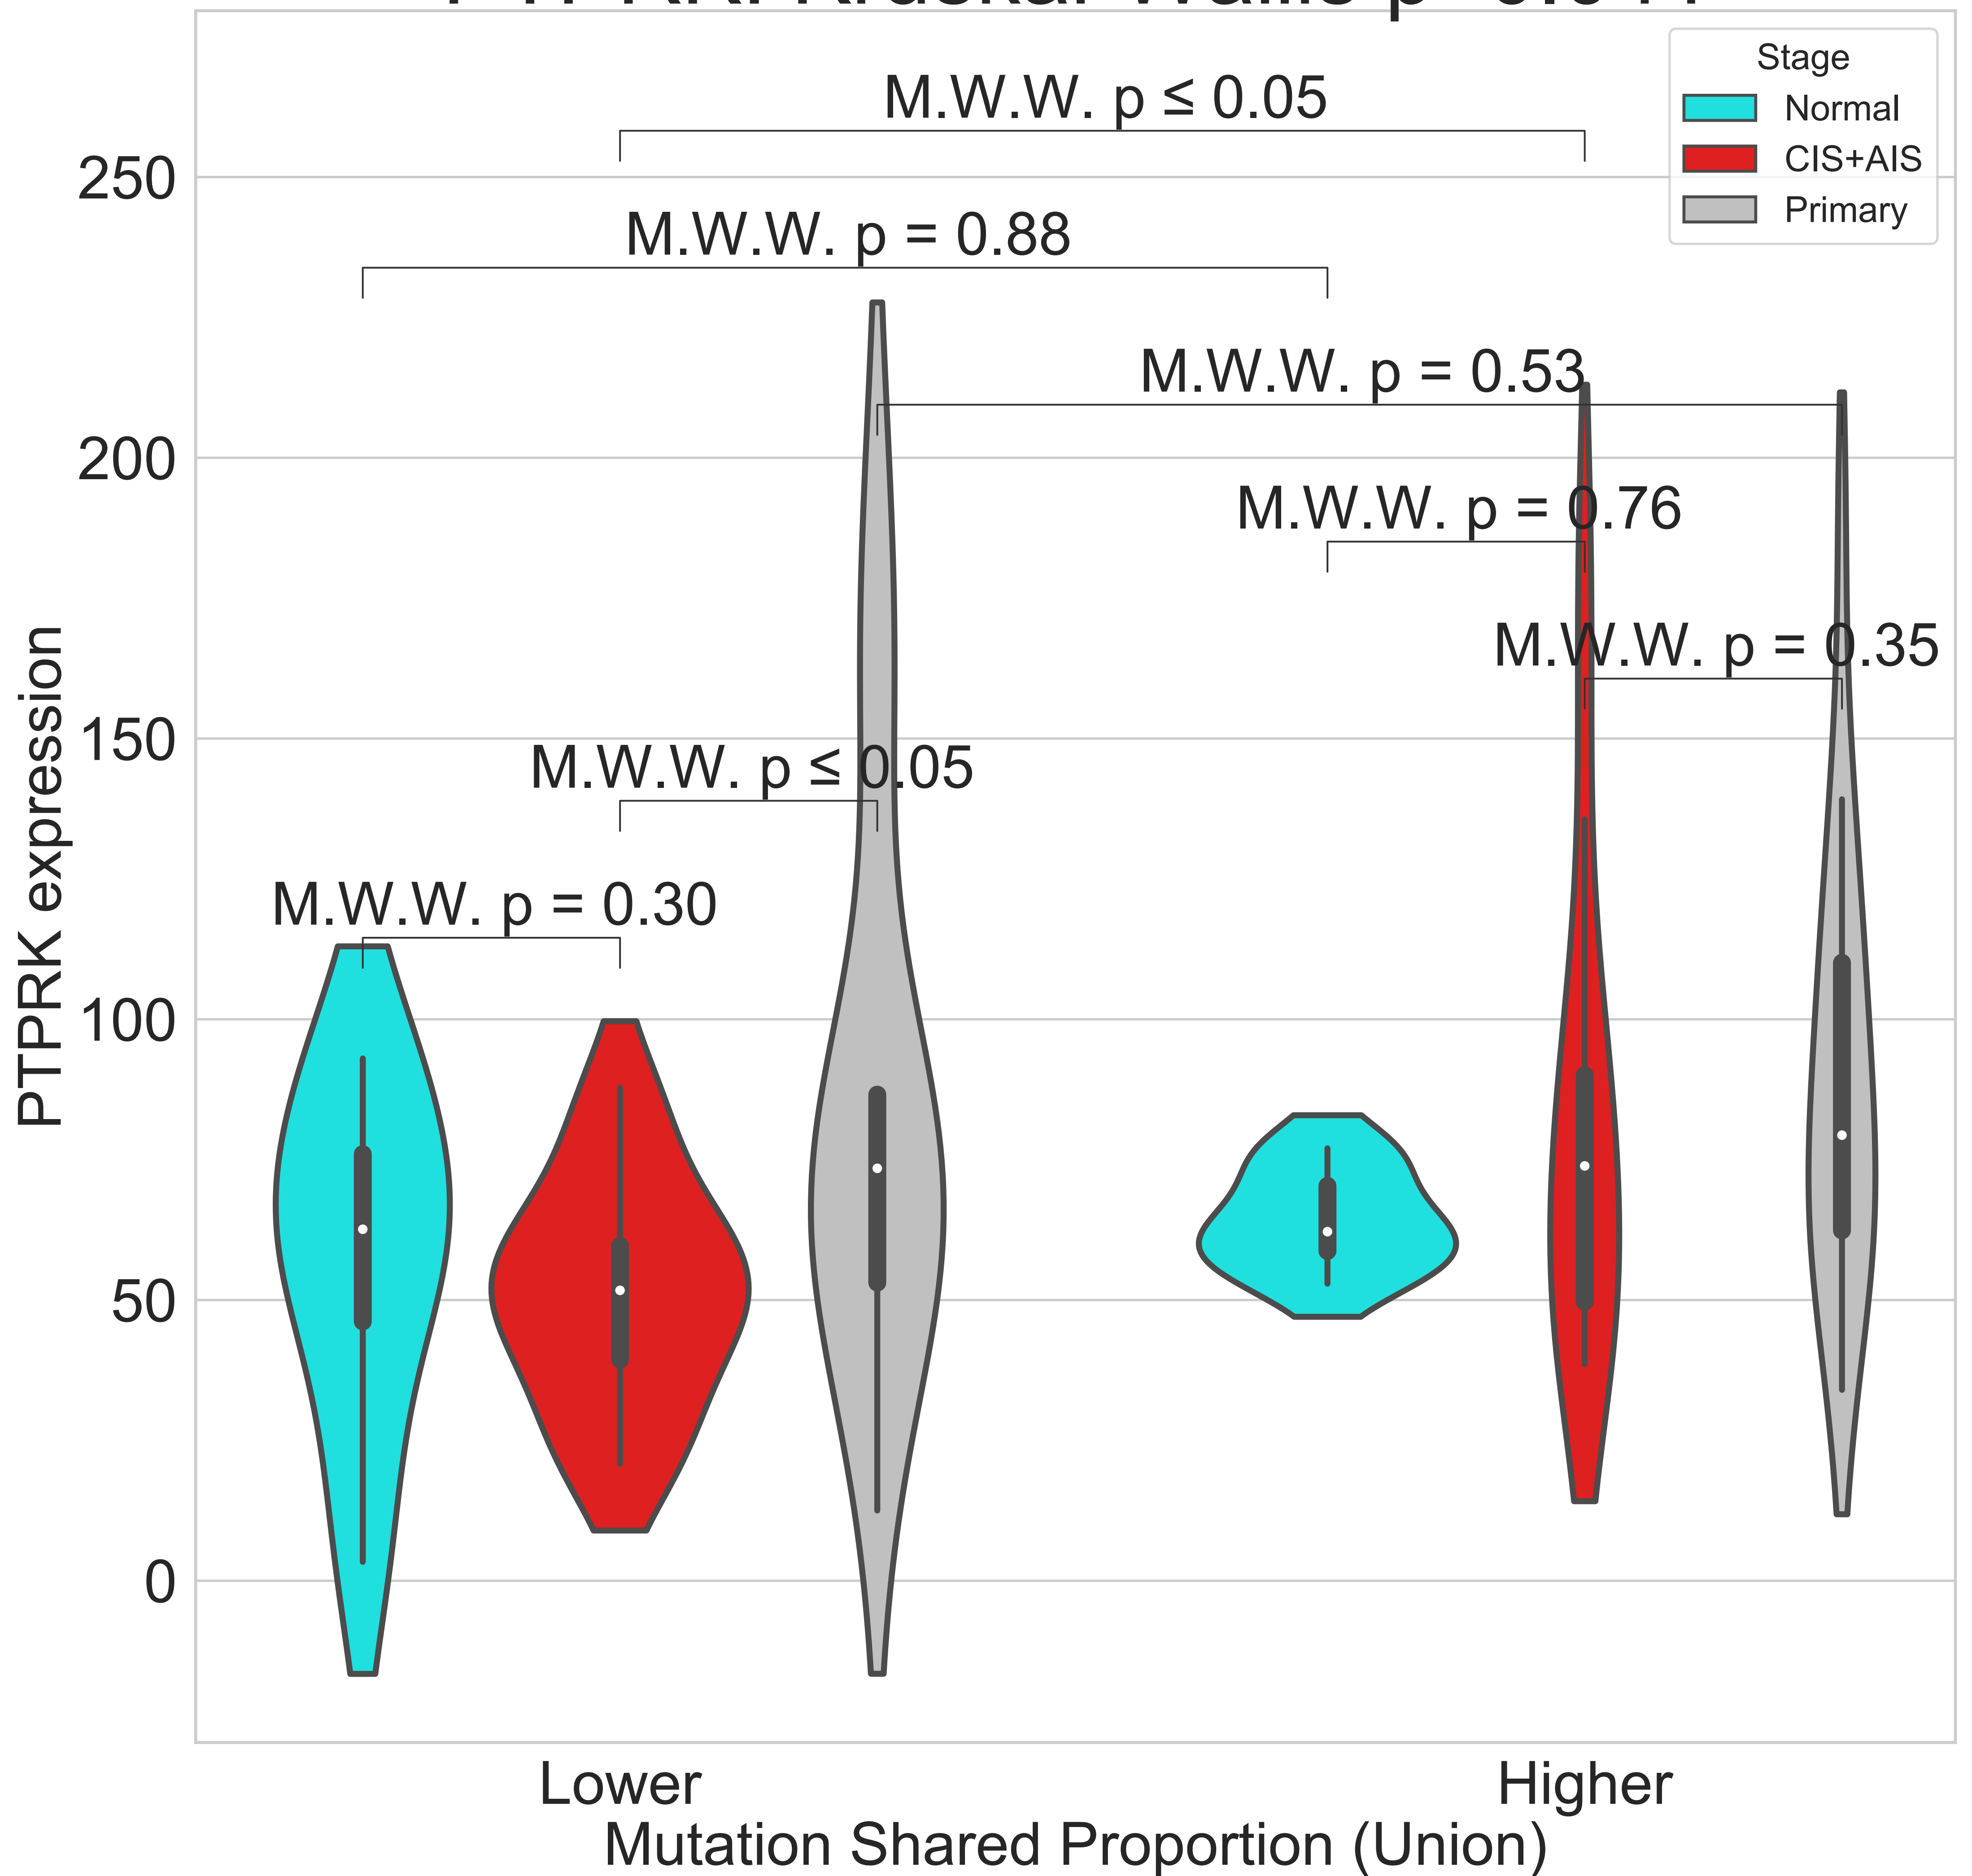 Stage
Normal
CIS+AIS
Primary
M.W.W. p ≤ 0.05
M.W.W. p = 0.88
M.W.W. p = 0.53
M.W.W. p = 0.76
M.W.W. p = 0.35
M.W.W. p ≤ 0.05
M.W.W. p = 0.30
250
200
150
100
50
0
PTPRK expression
Lower
Higher
Mutation Shared Proportion (Union)